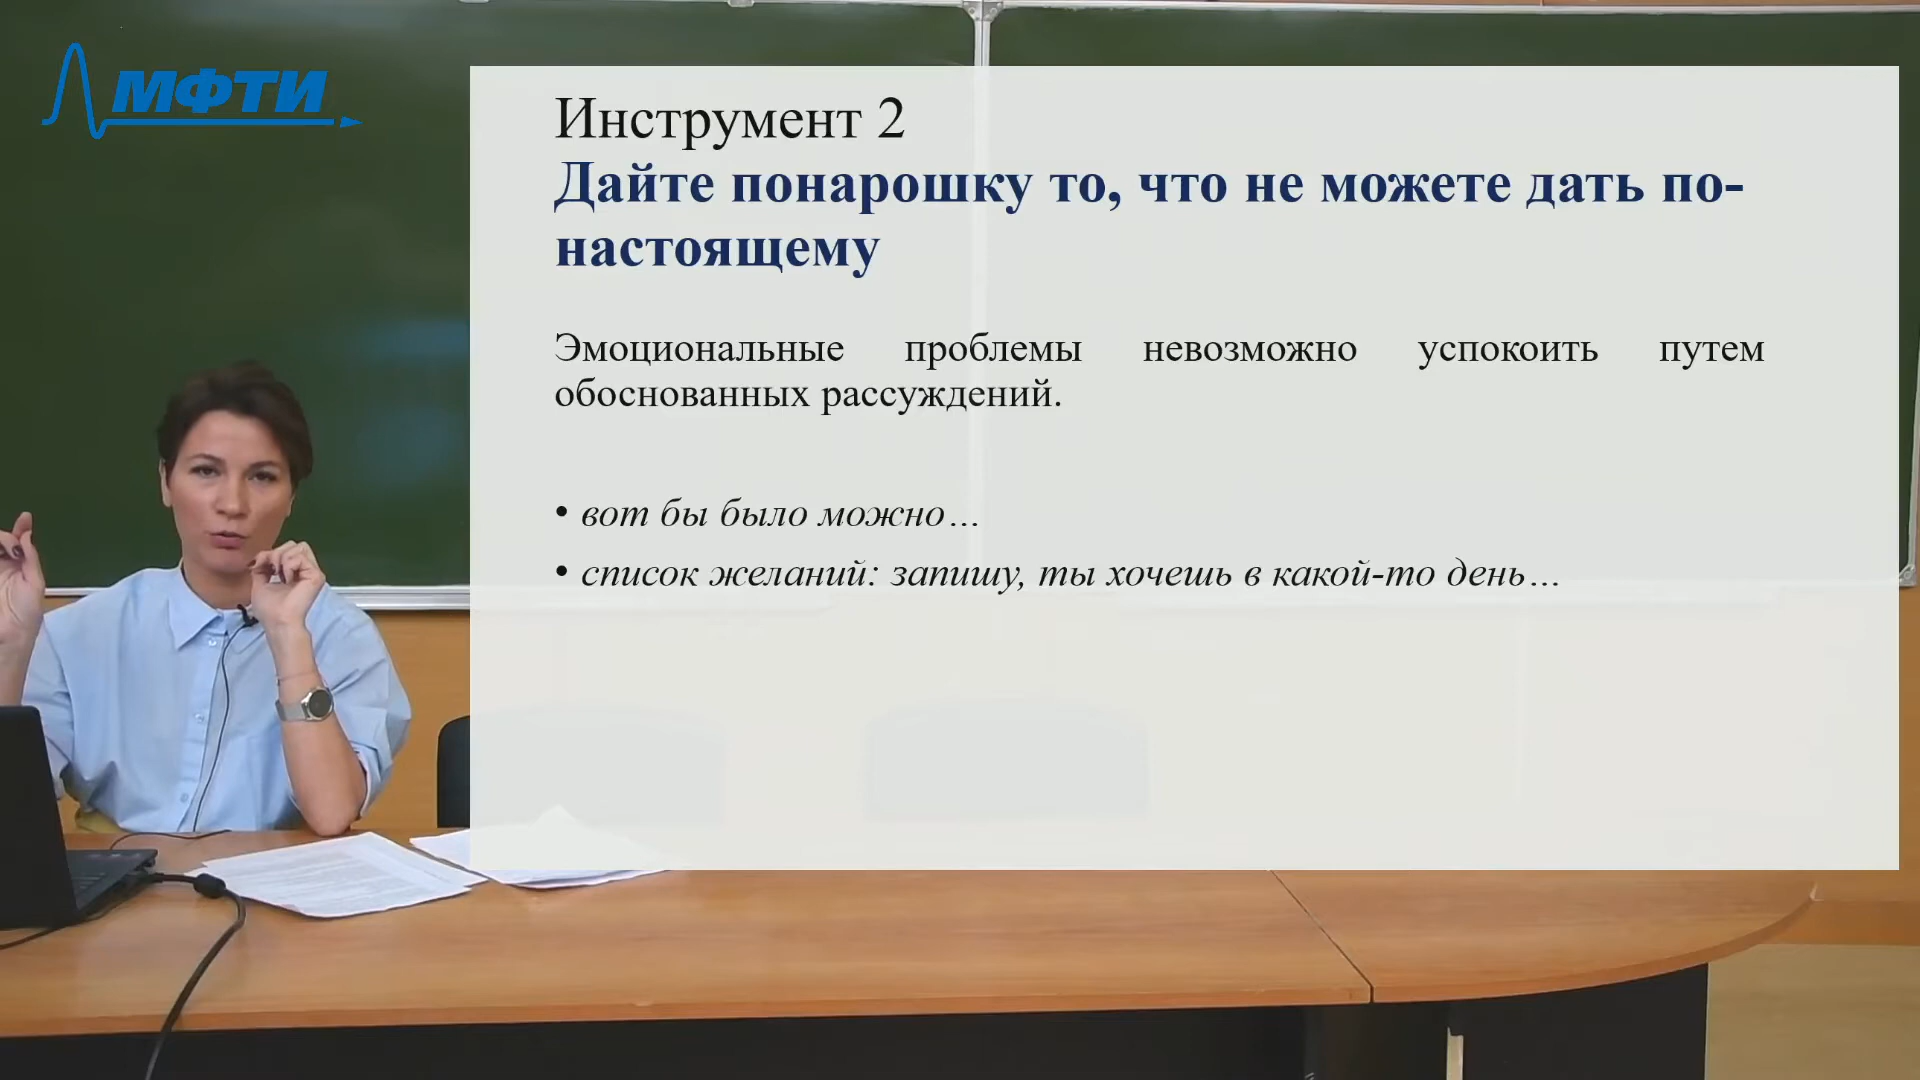 МФТИ
Инструмент 2
Дайте понарошку то, что не можете дать по-
настоящему
Эмоциональные проблемы невозможно успокоить путем
обоснованных рассуждений.
• вот бы было можно…
• список желаний: запишу, ты хочешь в какой-то день…